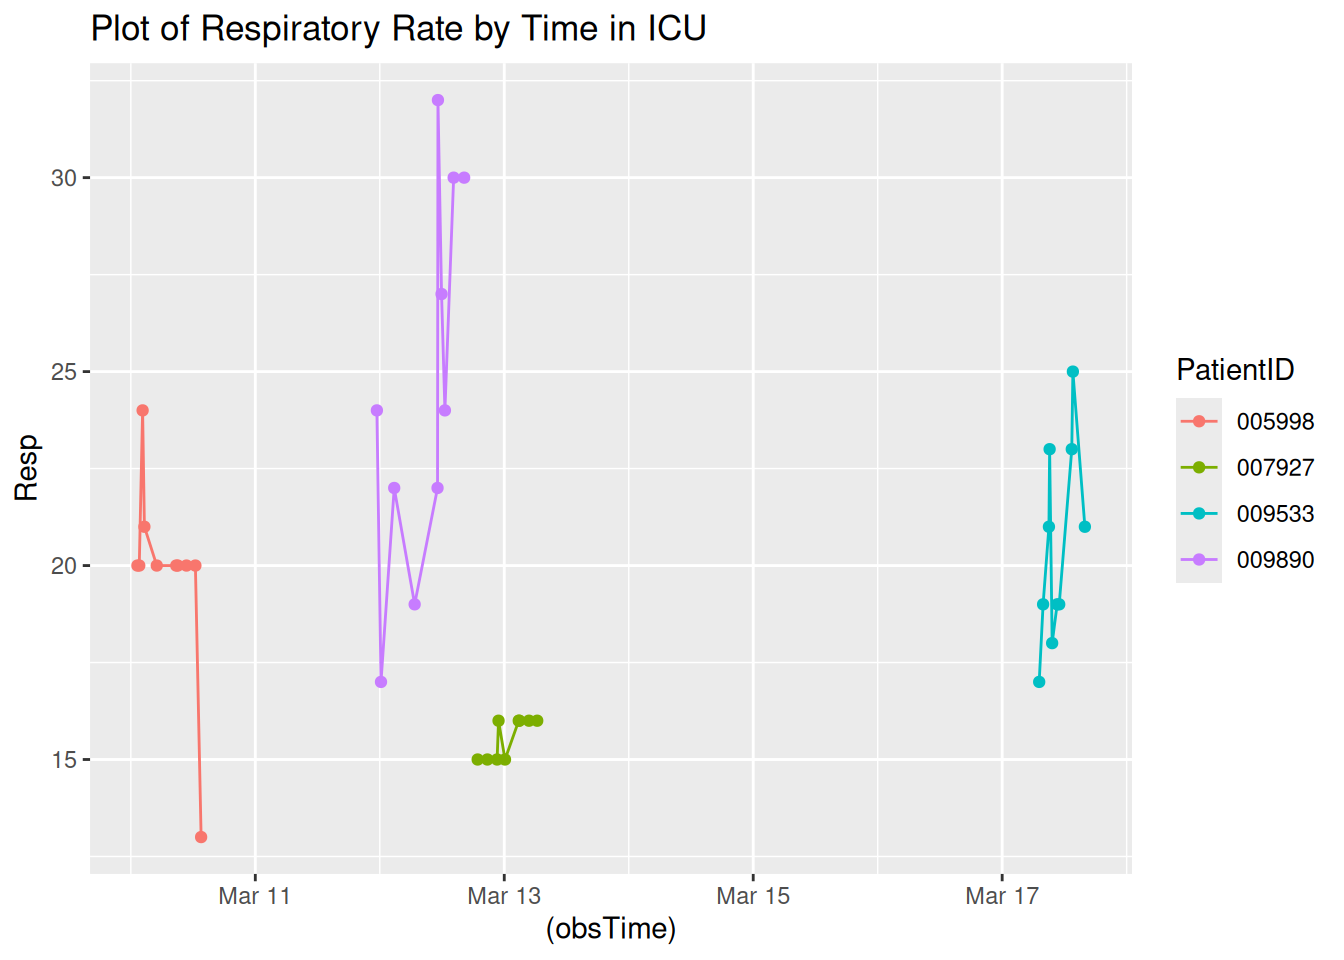 Plot of Respiratory Rate by Time in ICU
30
25
20
15
Resp
Mar 11
Mar 13
Mar 15
Mar 17
(obsTime)
PatientID
005998
007927
009533
009890